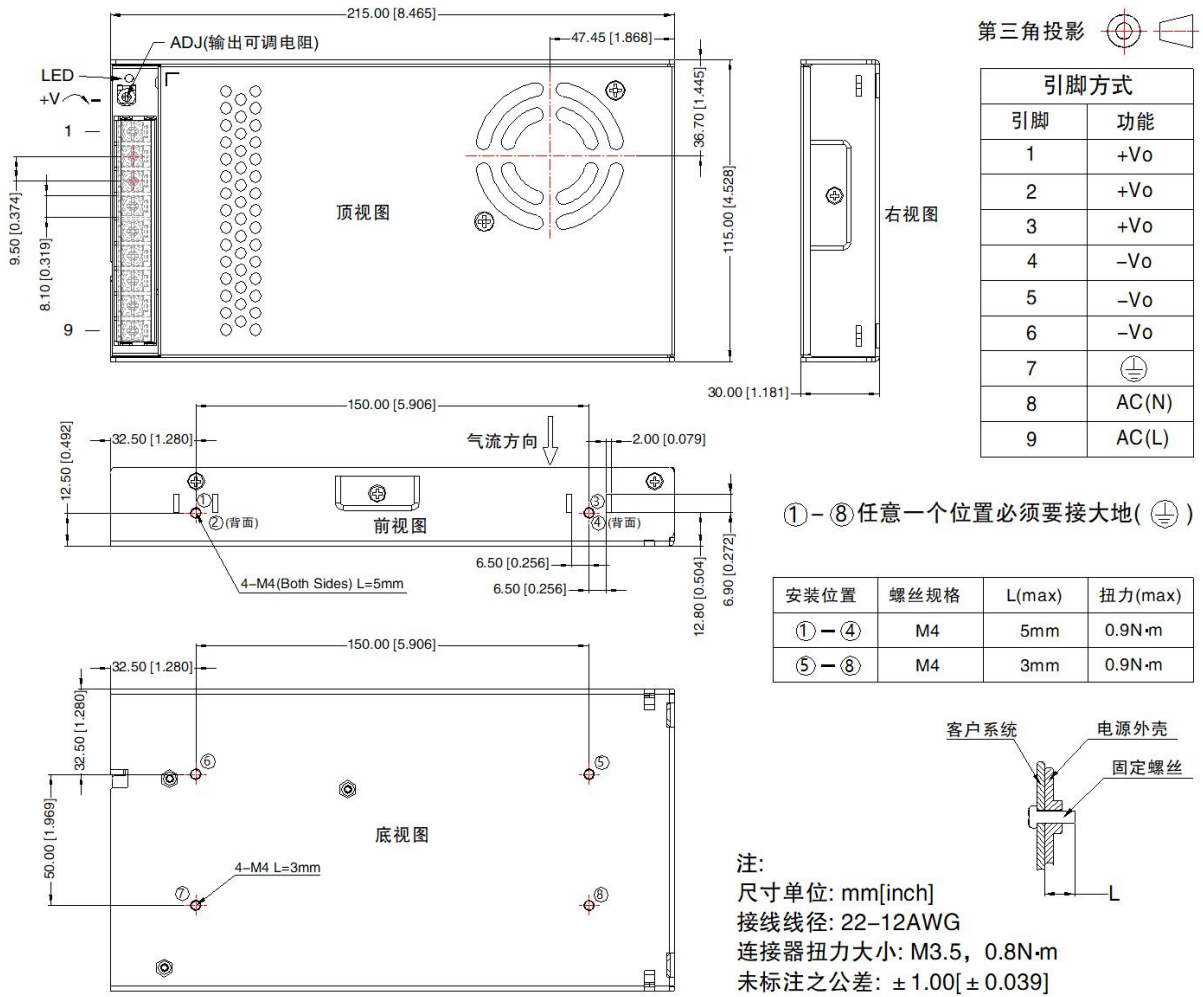 215.00 [8.465]
47.45 [1.868]
ADJ(输出可调电阻)
LED
+V
−
1
9
9.50 [0.374]
8.10 [0.319]
顶视图
36.70 [1.445]
115.00 [4.528]
右视图
30.00 [1.181]
第三角投影
引脚方式
引脚 功能
1 +Vo
2 +Vo
3 +Vo
4 −Vo
5 −Vo
6 −Vo
7
8 AC(N)
9 AC(L)
150.00 [5.906]
32.50 [1.280]
12.50 [0.492]
气流方向
2.00 [0.079]
①
②(背面)
前视图
③
④(背面)
6.50 [0.256]
6.50 [0.256]
12.80 [0.504]
6.90 [0.272]
4-M4(Both Sides) L=5mm
①−⑧任意一个位置必须要接大地( )
安装位置 螺丝规格 L(max) 扭力(max)
①−④ M4 5mm 0.9N·m
⑤−⑧ M4 3mm 0.9N·m
150.00 [5.906]
32.50 [1.280]
32.50 [1.280]
50.00 [1.969]
⑥
⑤
底视图
4-M4 L=3mm
⑦
⑧
客户系统
电源外壳
固定螺丝
L
注:
尺寸单位: mm[inch]
接线线径: 22−12AWG
连接器扭力大小: M3.5，0.8N·m
未标注之公差: ±1.00[±0.039]